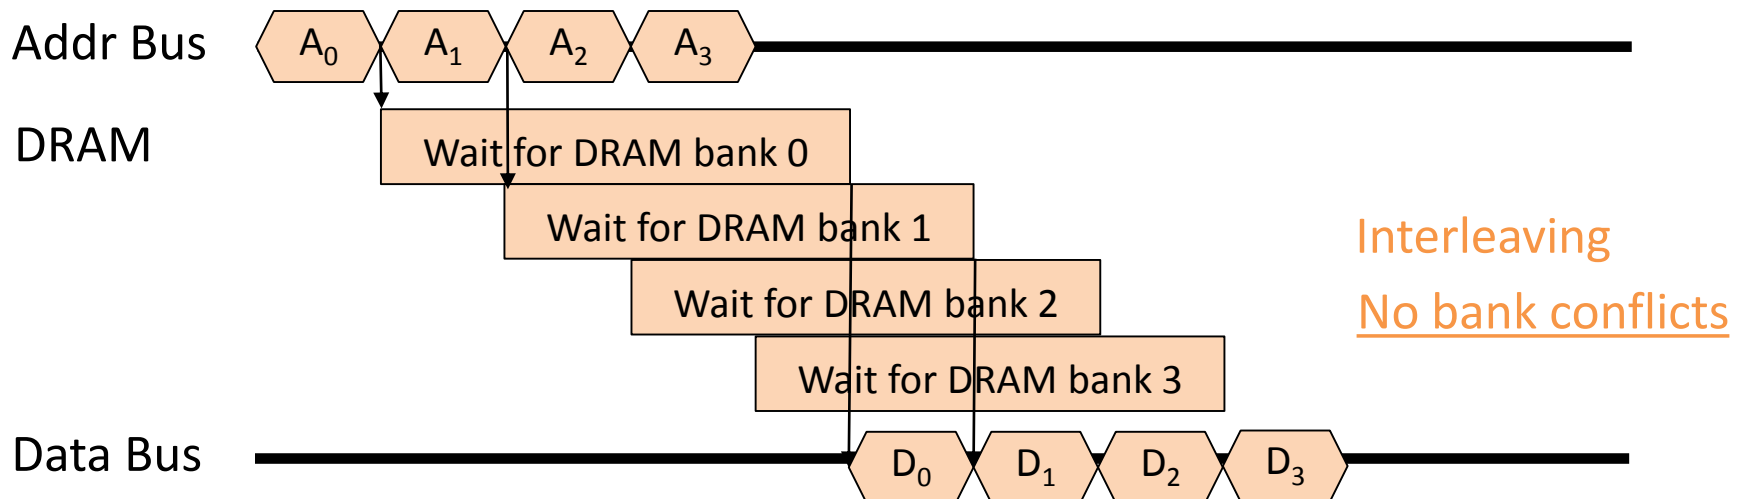 Addr Bus A₀ A₁ A₂ A₃
DRAM Wait for DRAM bank 0
Wait for DRAM bank 1
Interleaving
Wait for DRAM bank 2
No bank conflicts
Wait for DRAM bank 3
Data Bus D₀ D₁ D₂ D₃